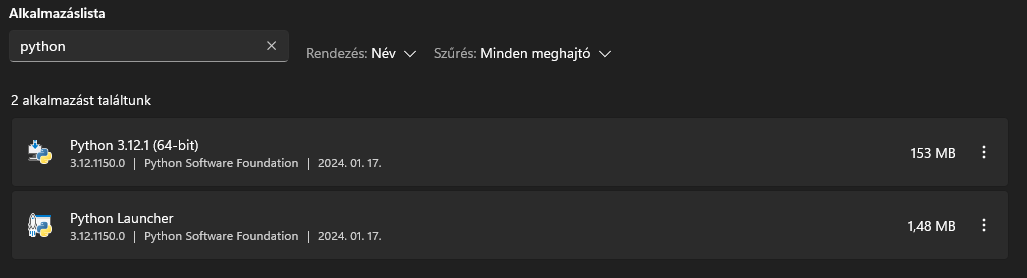 Alkalmazáslista
python
Rendezés: Név Szűrés: Minden meghajtó
2 alkalmazást találtunk
Python 3.12.1 (64-bit)
3.12.1150.0 | Python Software Foundation | 2024. 01. 17.
153 MB
Python Launcher
3.12.1150.0 | Python Software Foundation | 2024. 01. 17.
1,48 MB